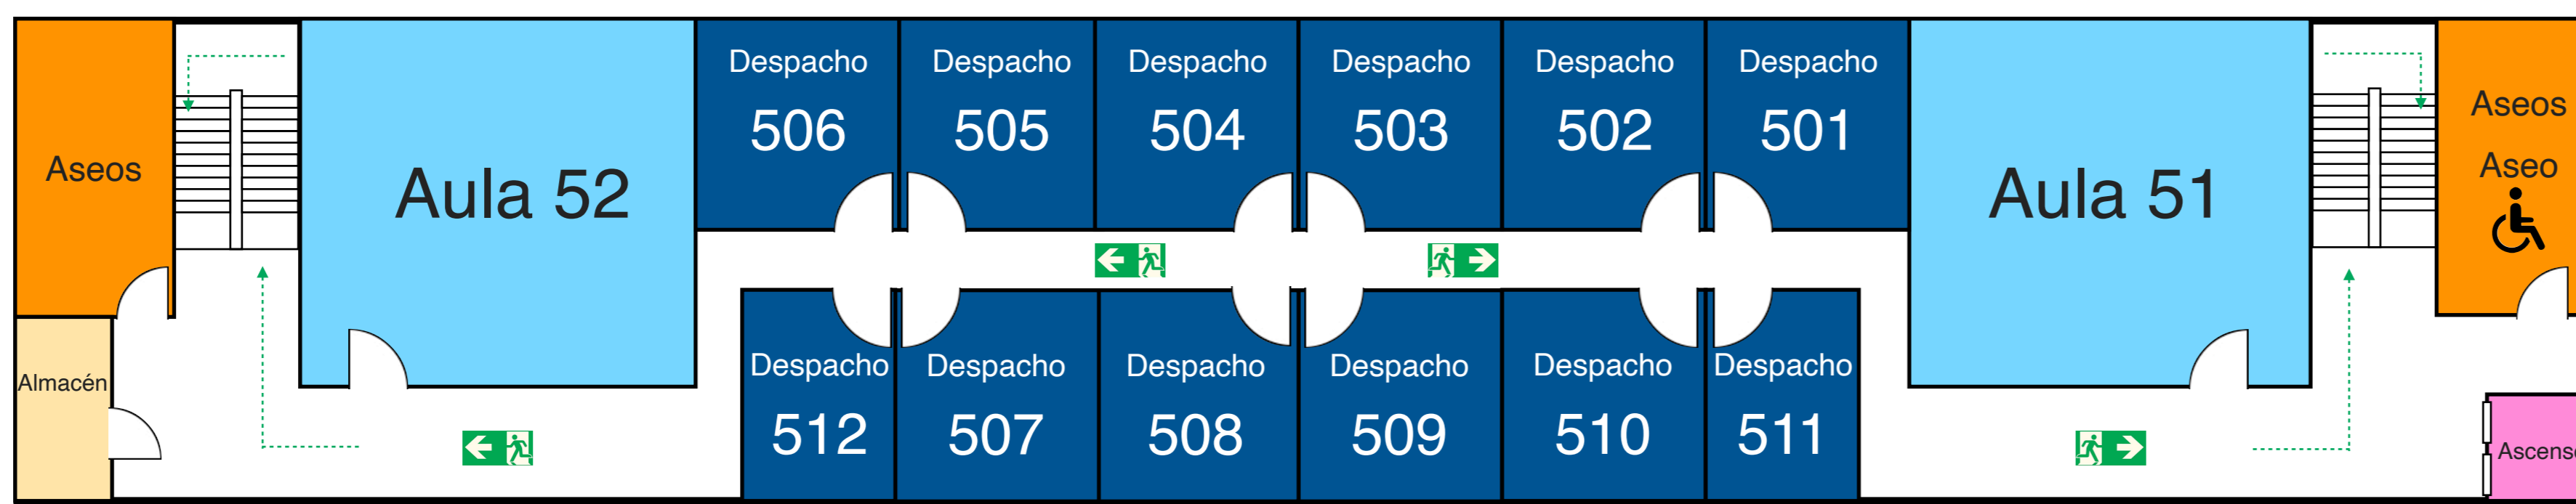 Aseos
Almacén
Aula 52
Despacho
506
Despacho
505
Despacho
504
Despacho
503
Despacho
502
Despacho
501
Despacho
512
Despacho
507
Despacho
508
Despacho
509
Despacho
510
Despacho
511
Aula 51
Aseos
Aseo